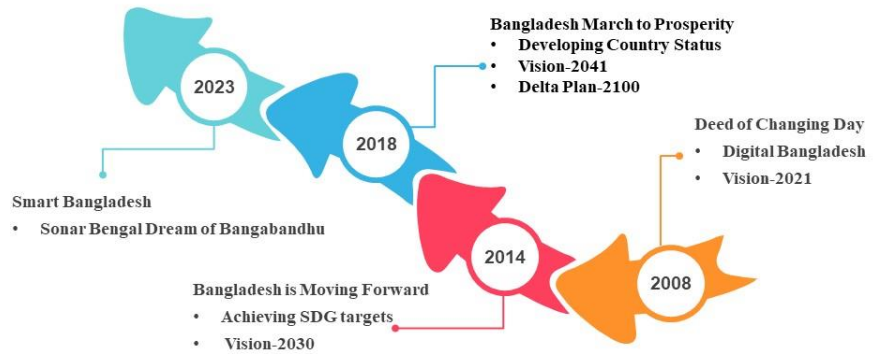 Bangladesh March to Prosperity
• Developing Country Status
• Vision-2041
• Delta Plan-2100
2023
2018
Deed of Changing Day
• Digital Bangladesh
• Vision-2021
Smart Bangladesh
• Sonar Bengal Dream of Bangabandhu
2014
2008
Bangladesh is Moving Forward
• Achieving SDG targets
• Vision-2030